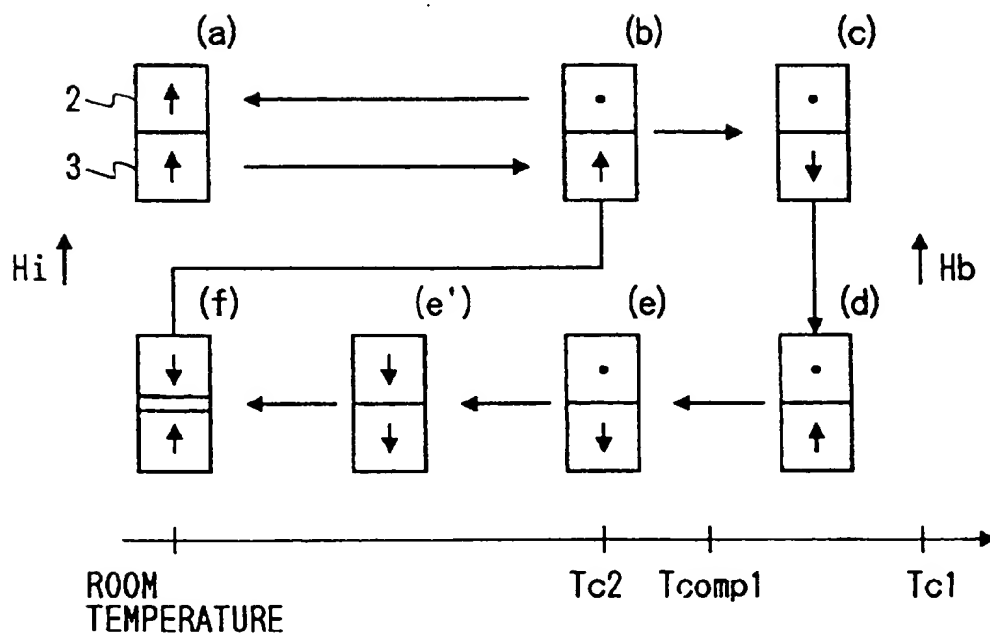 (a)
(b)
(c)
2
3
Hi
Hb
(f)
(e')
(e)
(d)
ROOM
TEMPERATURE
Tc2
Tcomp1
Tc1